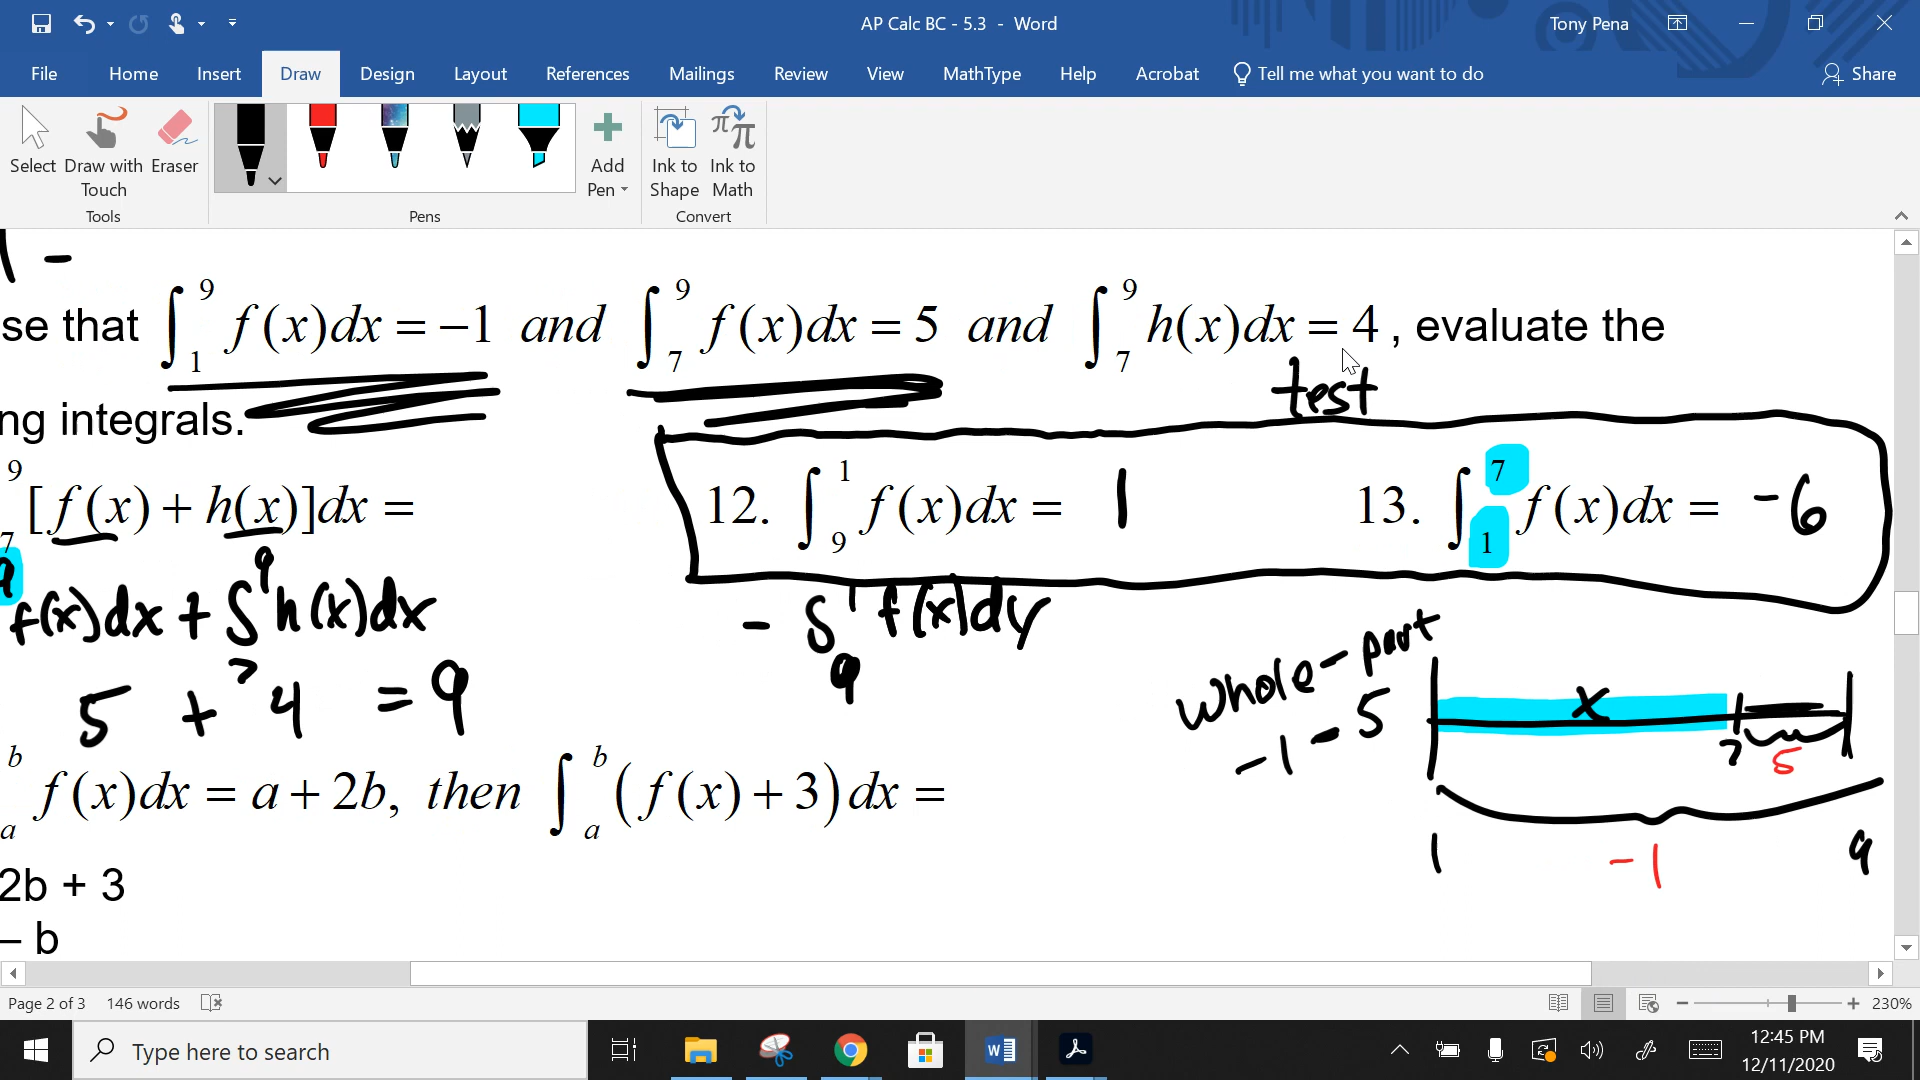 AP Calc BC - 5.3 - Word
Tony Pena
File Home Insert Draw Design Layout References Mailings Review View MathType Help Acrobat Tell me what you want to do Share
Select Draw with Touch Eraser
Add Pen
Ink to Shape
Ink to Math
Tools Pens Convert
se that ∫₁⁹ f(x)dx = −1 and ∫₇⁹ f(x)dx = 5 and ∫₇⁹ h(x)dx = 4 , evaluate the
test
ng integrals.
₇⁹ [f(x) + h(x)]dx =
12. ∫₉¹ f(x)dx = 1
13. ∫₁⁷ f(x)dx = -6
9 f(x)dx + ∫₇⁹ h(x)dx
- ∫₉¹ f(x)dx
5 + 4 = 9
whole - part
-1 - 5
x
7 5
1 -1 9
ₐᵇ f(x)dx = a + 2b, then ∫ₐᵇ (f(x) + 3)dx =
2b + 3
– b
Page 2 of 3 146 words 230%
Type here to search
12:45 PM
12/11/2020